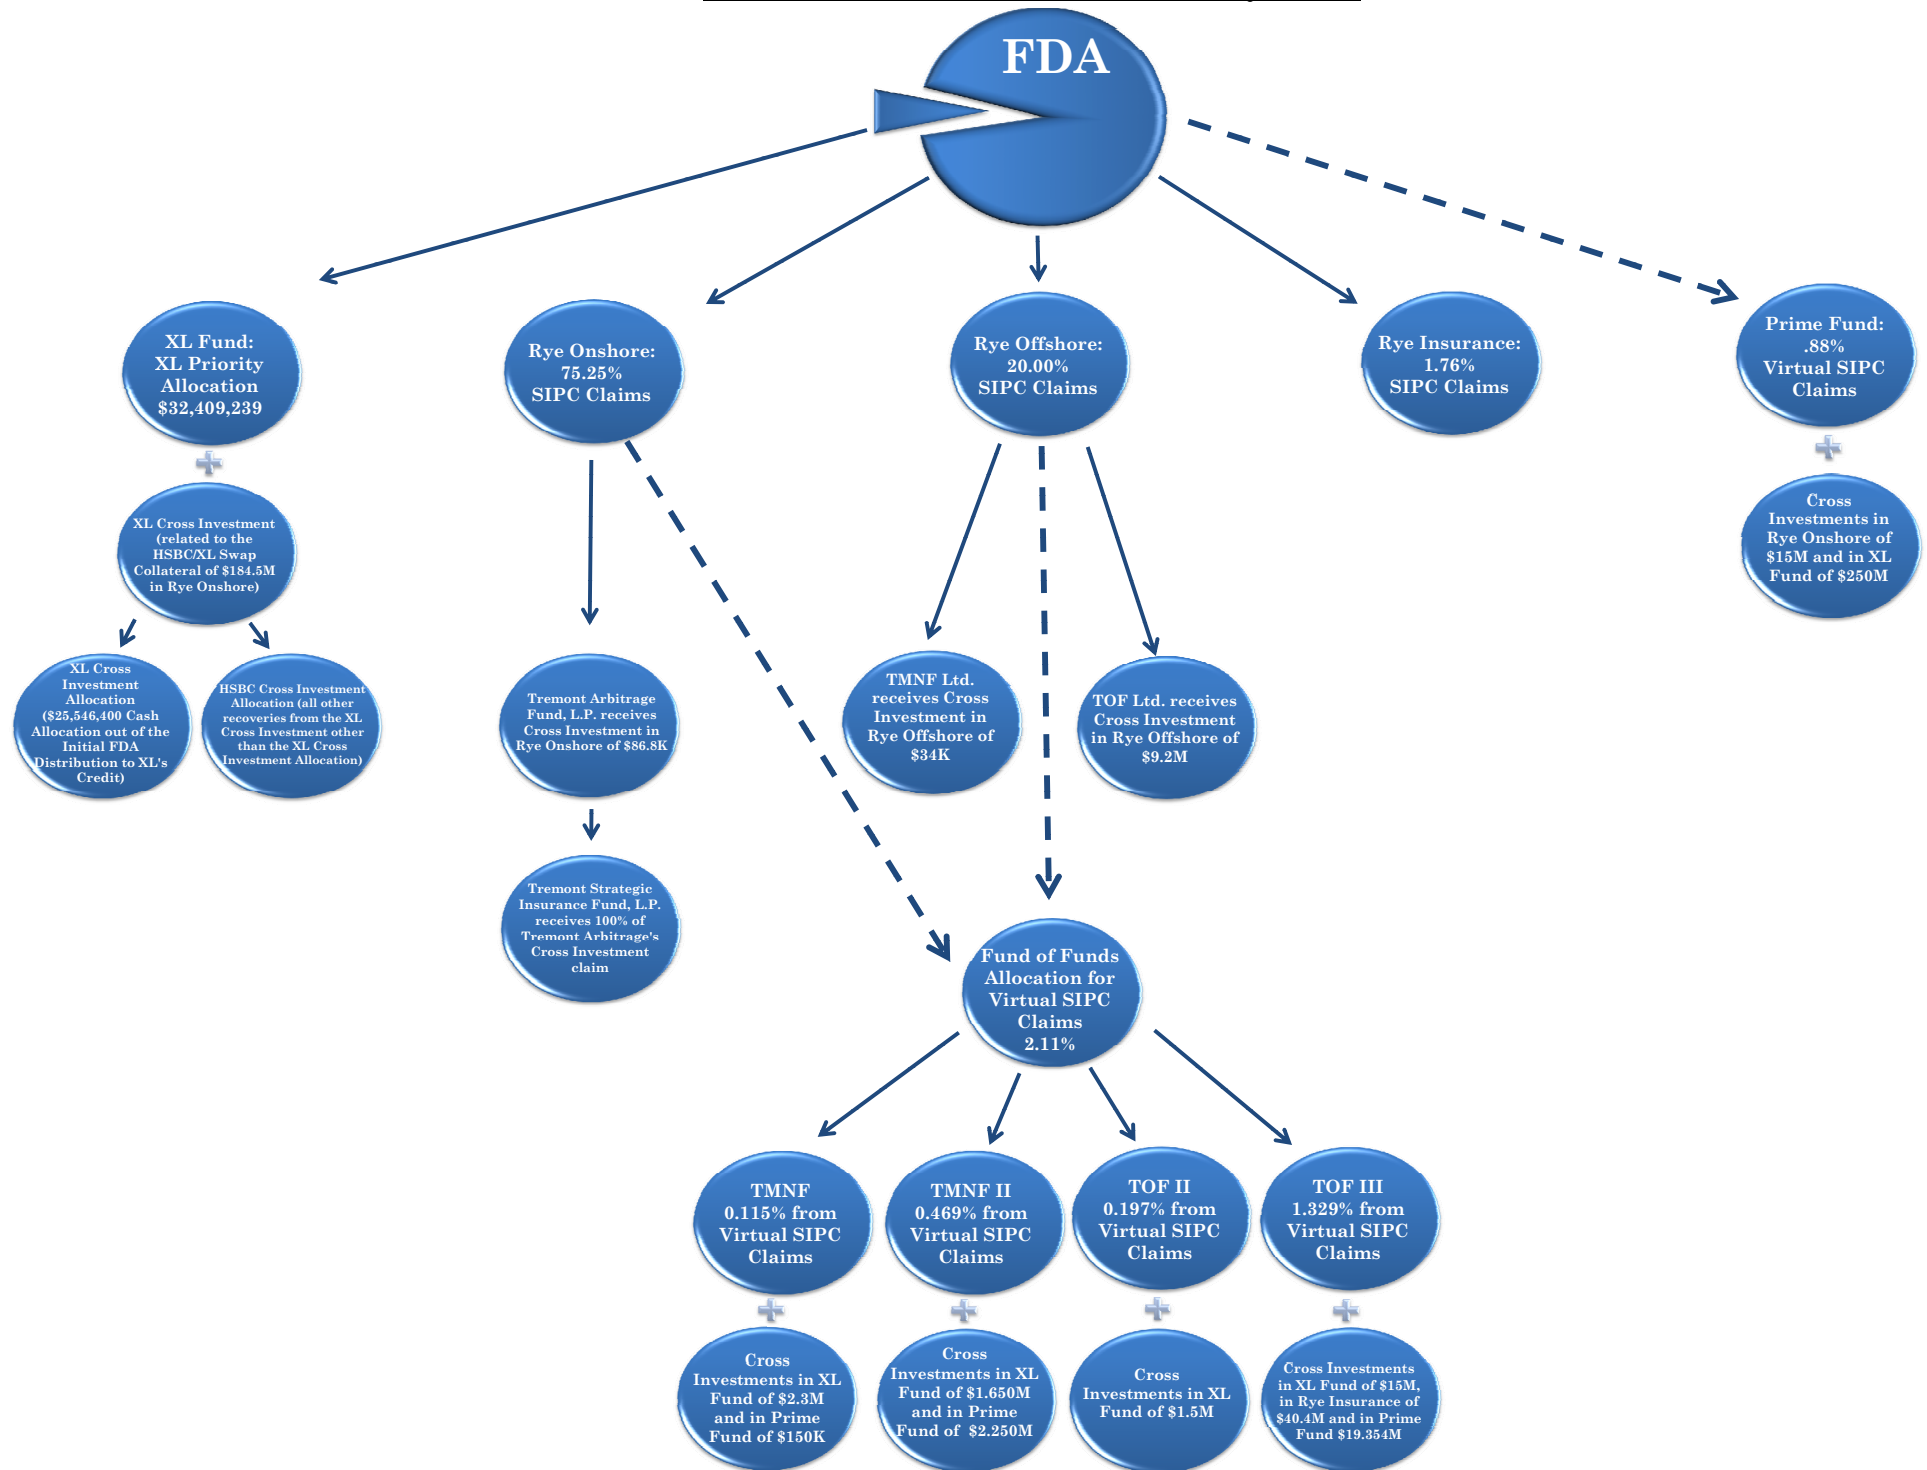 FDA
XL Fund:
XL Priority
Allocation
$32,409,239
Rye Onshore:
75.25%
SIPC Claims
Rye Offshore:
20.00%
SIPC Claims
Rye Insurance:
1.76%
SIPC Claims
Prime Fund:
.88%
Virtual SIPC
Claims
XL Cross Investment
(related to the
HSBC/XL Swap
Collateral of $184.5M
in Rye Onshore)
Cross
Investments in
Rye Onshore of
$15M and in XL
Fund of $250M
XL Cross
Investment
Allocation
($25,546,400 Cash
Allocation out of the
Initial FDA
Distribution to XL's
Credit)
HSBC Cross Investment
Allocation (all other
recoveries from the XL
Cross Investment other
than the XL Cross
Investment Allocation)
Tremont Arbitrage
Fund, L.P. receives
Cross Investment in
Rye Onshore of $86.8K
TMNF Ltd.
receives Cross
Investment in
Rye Offshore of
$34K
TOF Ltd. receives
Cross Investment
in Rye Offshore of
$9.2M
Tremont Strategic
Insurance Fund, L.P.
receives 100% of
Tremont Arbitrage's
Cross Investment
claim
Fund of Funds
Allocation for
Virtual SIPC
Claims
2.11%
TMNF
0.115% from
Virtual SIPC
Claims
TMNF II
0.469% from
Virtual SIPC
Claims
TOF II
0.197% from
Virtual SIPC
Claims
TOF III
1.329% from
Virtual SIPC
Claims
Cross
Investments in XL
Fund of $2.3M
and in Prime
Fund of $150K
Cross
Investments in XL
Fund of $1.650M
and in Prime
Fund of $2.250M
Cross
Investments in XL
Fund of $1.5M
Cross Investments
in XL Fund of $15M,
in Rye Insurance of
$40.4M and in Prime
Fund $19.354M